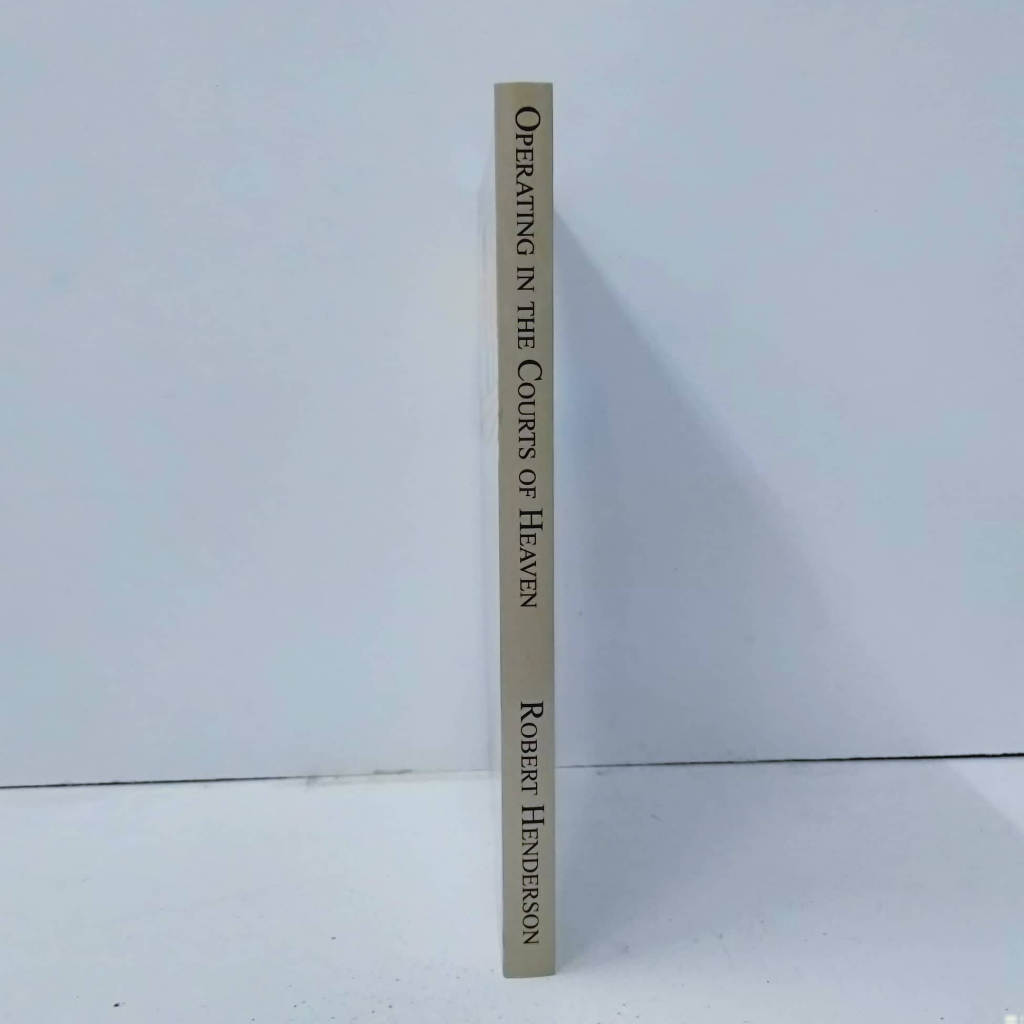 Operating in the Courts of Heaven
Robert Henderson